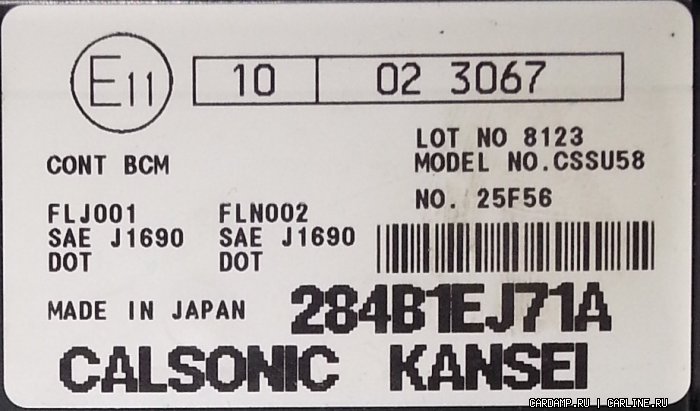 E11 10 02 3067
LOT NO 8123
CONT BCM MODEL NO.CSSU58
NO. 25F56
FLJ001 FLN002
SAE J1690 SAE J1690
DOT DOT
MADE IN JAPAN 284B1EJ71A
CALSONIC KANSEI
CARDAMP.RU | CARLINE.RU